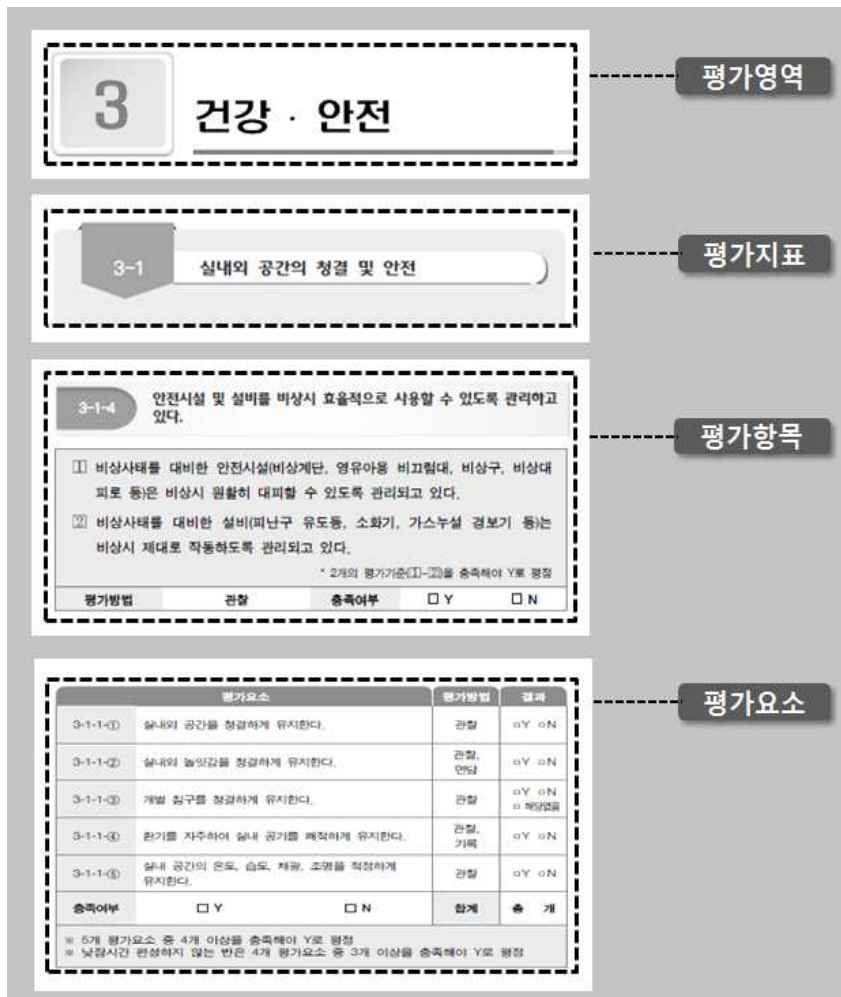 3
건강 · 안전
평가영역
3-1
실내외 공간의 청결 및 안전
평가지표
3-1-4
안전시설 및 설비를 비상시 효율적으로 사용할 수 있도록 관리하고
있다.
평가항목
1 비상사태를 대비한 안전시설(비상계단, 영유아용 비끄럼대, 비상구, 비상대
피로 등)은 비상시 원활히 대피할 수 있도록 관리되고 있다.
2 비상사태를 대비한 설비(피난구 유도등, 소화기, 가스누설 경보기 등)는
비상시 제대로 작동하도록 관리되고 있다.
* 2개의 평가기준(1-2)을 충족해야 Y로 평정
평가방법 관찰 충족여부 □ Y □ N
평가요소
평가요소 평가방법 결과
3-1-1-① 실내외 공간을 청결하게 유지한다. 관찰 ○Y ○N
3-1-1-② 실내외 놀잇감을 청결하게 유지한다. 관찰,
면담 ○Y ○N
3-1-1-③ 개별 침구를 청결하게 유지한다. 관찰 ○Y ○N
○ 해당없음
3-1-1-④ 환기를 자주하여 실내 공기를 쾌적하게 유지한다. 관찰,
기록 ○Y ○N
3-1-1-⑤ 실내 공간의 온도, 습도, 채광, 조명을 적정하게
유지한다. 관찰 ○Y ○N
충족여부 □ Y □ N 합계 총 개
※ 5개 평가요소 중 4개 이상을 충족해야 Y로 평정
※ 낮잠시간 편성하지 않는 반은 4개 평가요소 중 3개 이상을 충족해야 Y로 평정